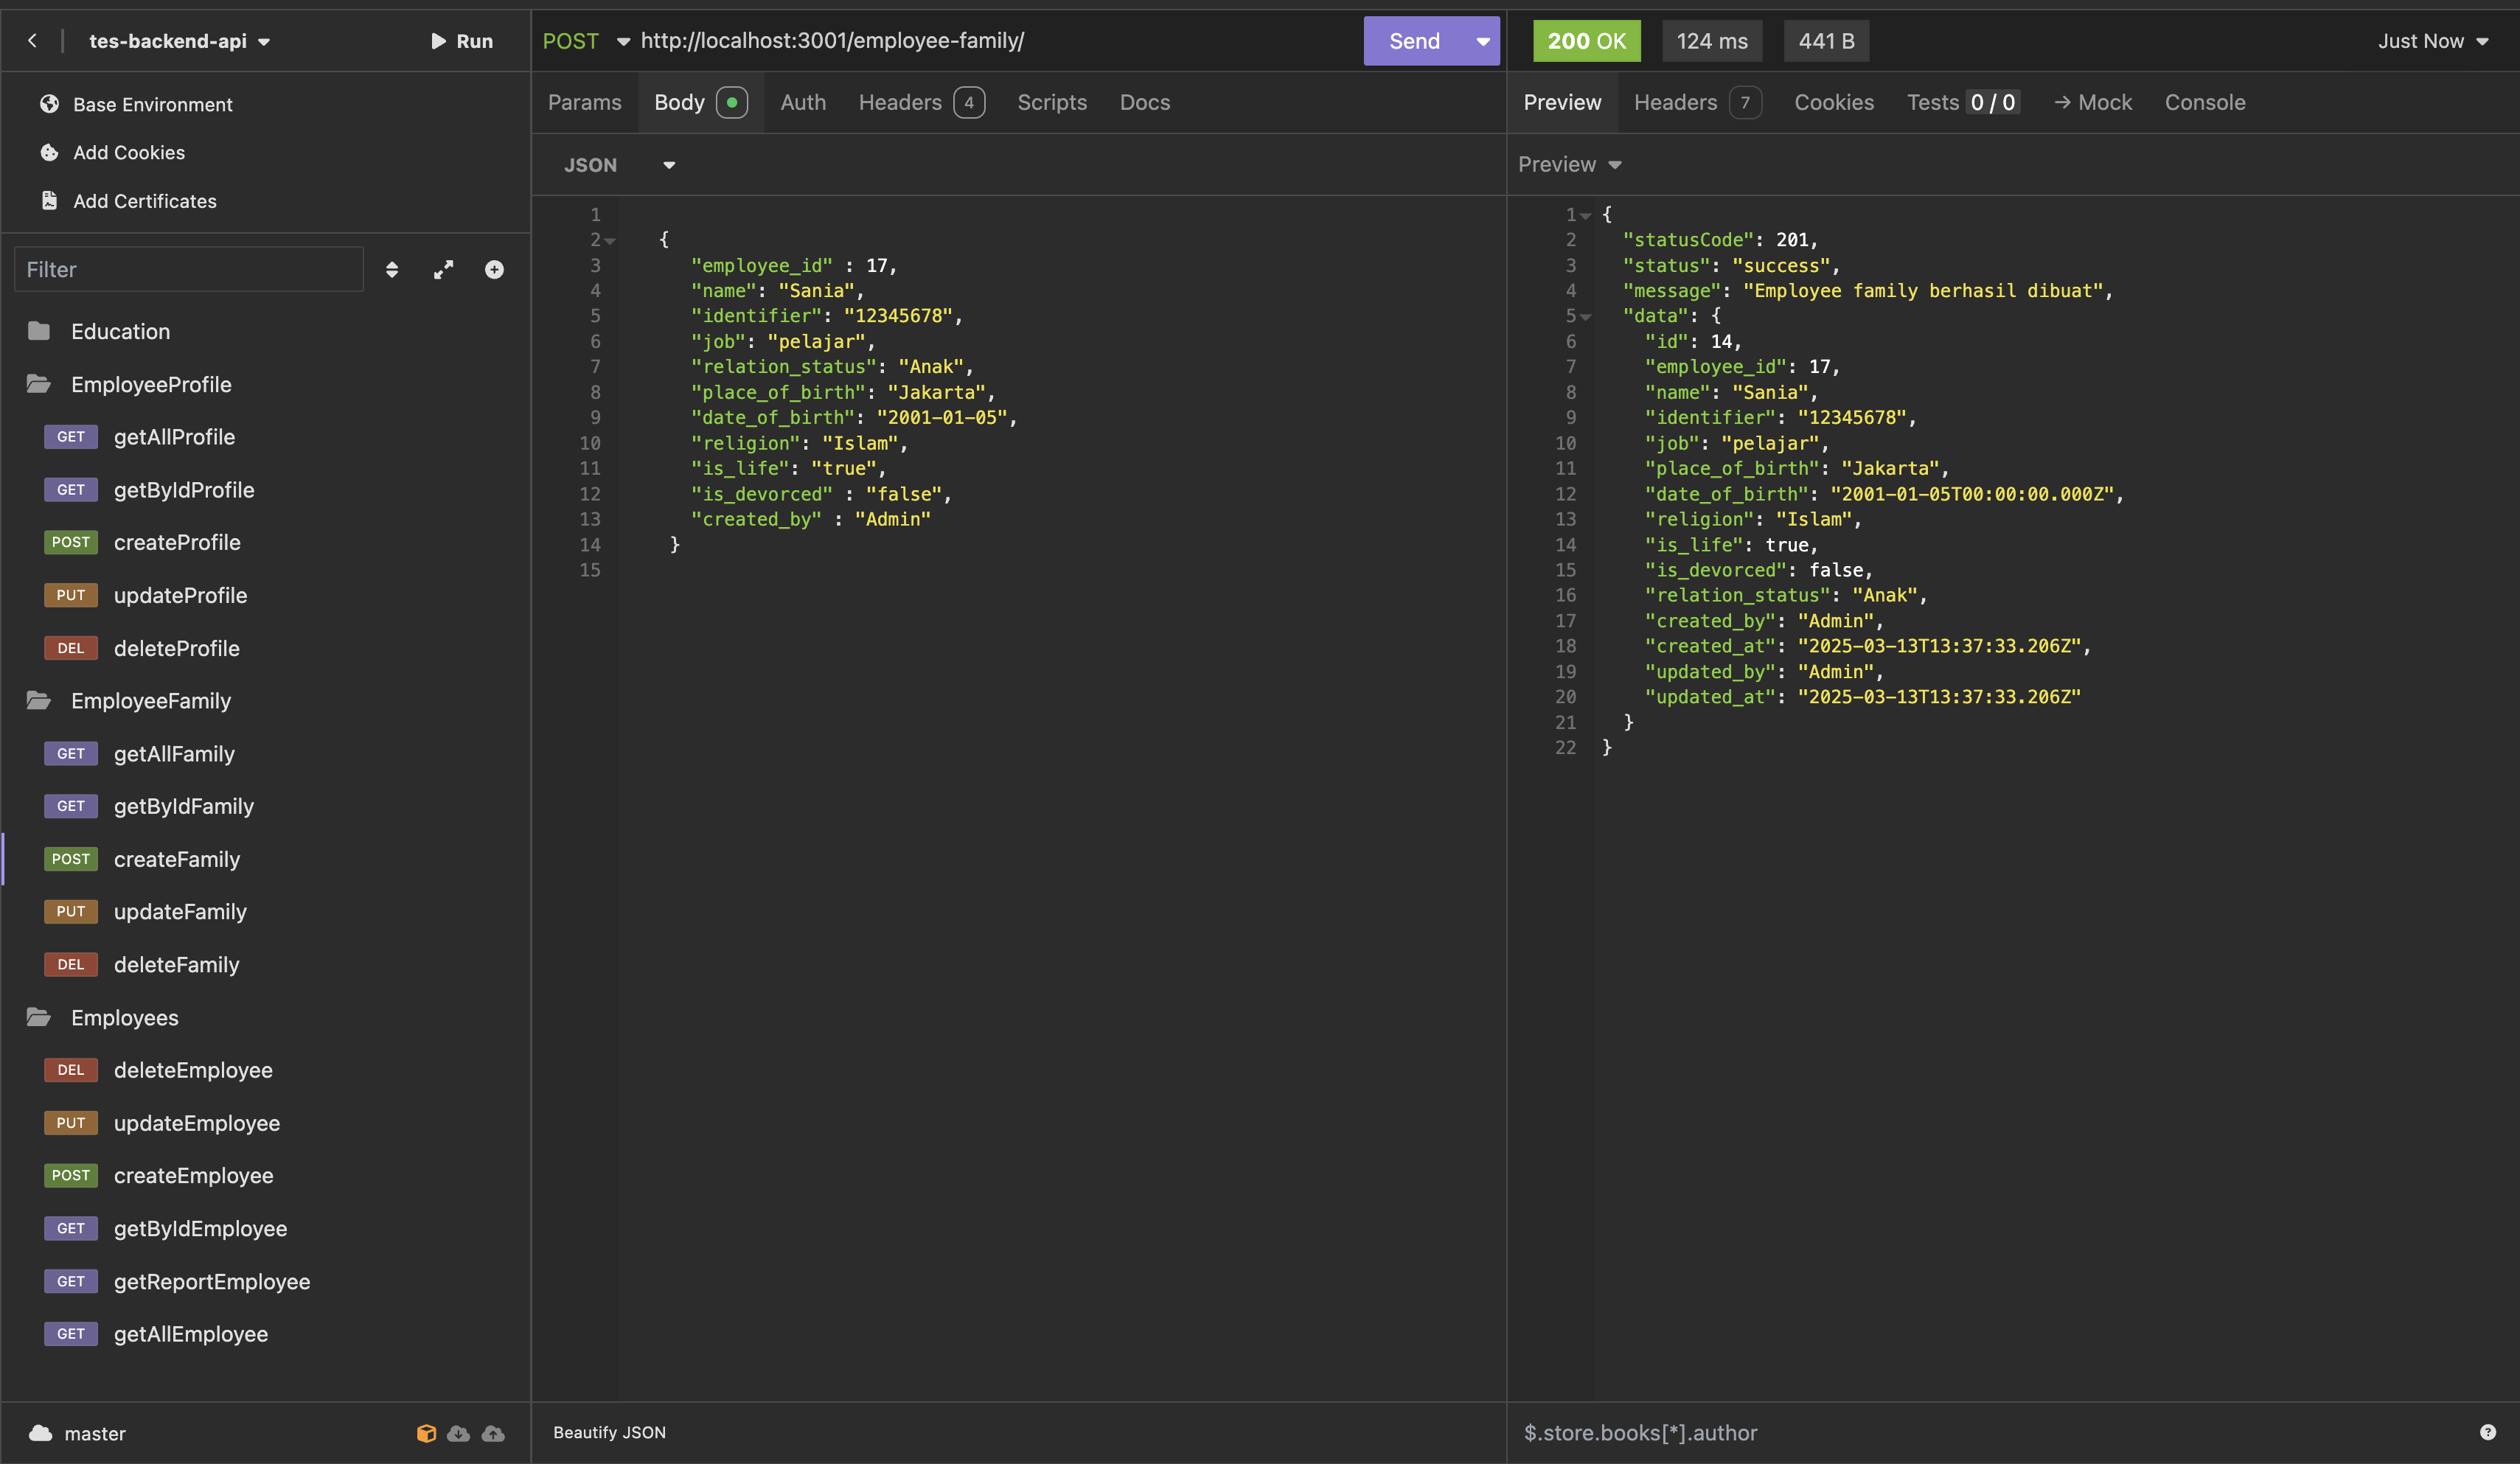 tes-backend-api
Run
Base Environment
Add Cookies
Add Certificates
Filter
Education
EmployeeProfile
GET getAllProfile
GET getByIdProfile
POST createProfile
PUT updateProfile
DEL deleteProfile
EmployeeFamily
GET getAllFamily
GET getByIdFamily
POST createFamily
PUT updateFamily
DEL deleteFamily
Employees
DEL deleteEmployee
PUT updateEmployee
POST createEmployee
GET getByIdEmployee
GET getReportEmployee
GET getAllEmployee
master
POST http://localhost:3001/employee-family/ Send
Params Body Auth Headers 4 Scripts Docs
JSON
1
2 {
3 "employee_id" : 17,
4 "name": "Sania",
5 "identifier": "12345678",
6 "job": "pelajar",
7 "relation_status": "Anak",
8 "place_of_birth": "Jakarta",
9 "date_of_birth": "2001-01-05",
10 "religion": "Islam",
11 "is_life": "true",
12 "is_devorced" : "false",
13 "created_by" : "Admin"
14 }
15
Beautify JSON
200 OK 124 ms 441 B Just Now
Preview Headers 7 Cookies Tests 0 / 0 → Mock Console
Preview
1 {
2 "statusCode": 201,
3 "status": "success",
4 "message": "Employee family berhasil dibuat",
5 "data": {
6 "id": 14,
7 "employee_id": 17,
8 "name": "Sania",
9 "identifier": "12345678",
10 "job": "pelajar",
11 "place_of_birth": "Jakarta",
12 "date_of_birth": "2001-01-05T00:00:00.000Z",
13 "religion": "Islam",
14 "is_life": true,
15 "is_devorced": false,
16 "relation_status": "Anak",
17 "created_by": "Admin",
18 "created_at": "2025-03-13T13:37:33.206Z",
19 "updated_by": "Admin",
20 "updated_at": "2025-03-13T13:37:33.206Z"
21 }
22 }
$.store.books[*].author